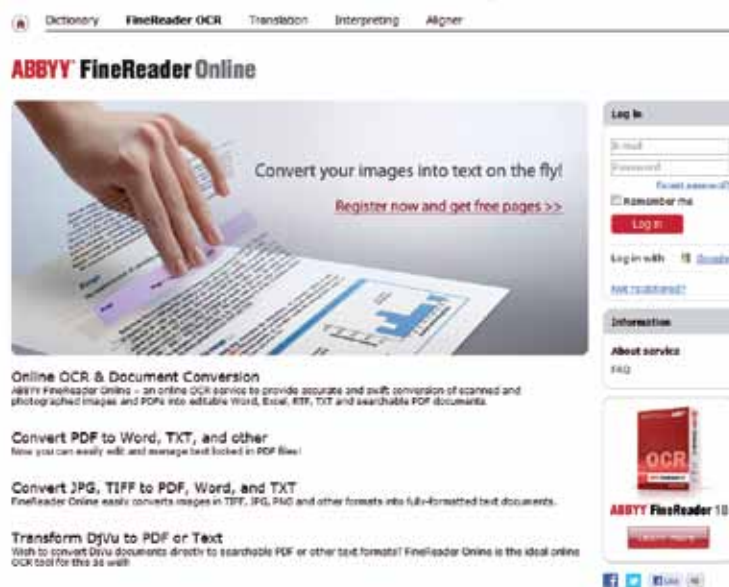 Dictionary FineReader OCR Translation Interpreting Aligner
ABBYY FineReader Online
Convert your images into text on the fly!
Register now and get free pages >>
Online OCR & Document Conversion
ABBYY FineReader Online – an online OCR service to provide accurate and swift conversion of scanned and
photographed images and PDFs into editable Word, Excel, RTF, TXT and searchable PDF documents.
Convert PDF to Word, TXT, and other
Now you can easily edit and manage text locked in PDF files!
Convert JPG, TIFF to PDF, Word, and TXT
FineReader Online easily converts images in TIFF, JPG, PNG and other formats into fully-formatted text documents.
Transform DjVu to PDF or Text
Wish to convert DjVu documents directly to searchable PDF or other text formats? FineReader Online is the ideal online
OCR tool for this as well!
Log In
E-mail
Password
Forgot password?
Remember me
Log in
Log in with Google
Not registered?
Information
About service
FAQ
OCR
ABBYY FineReader
Learn more
Like